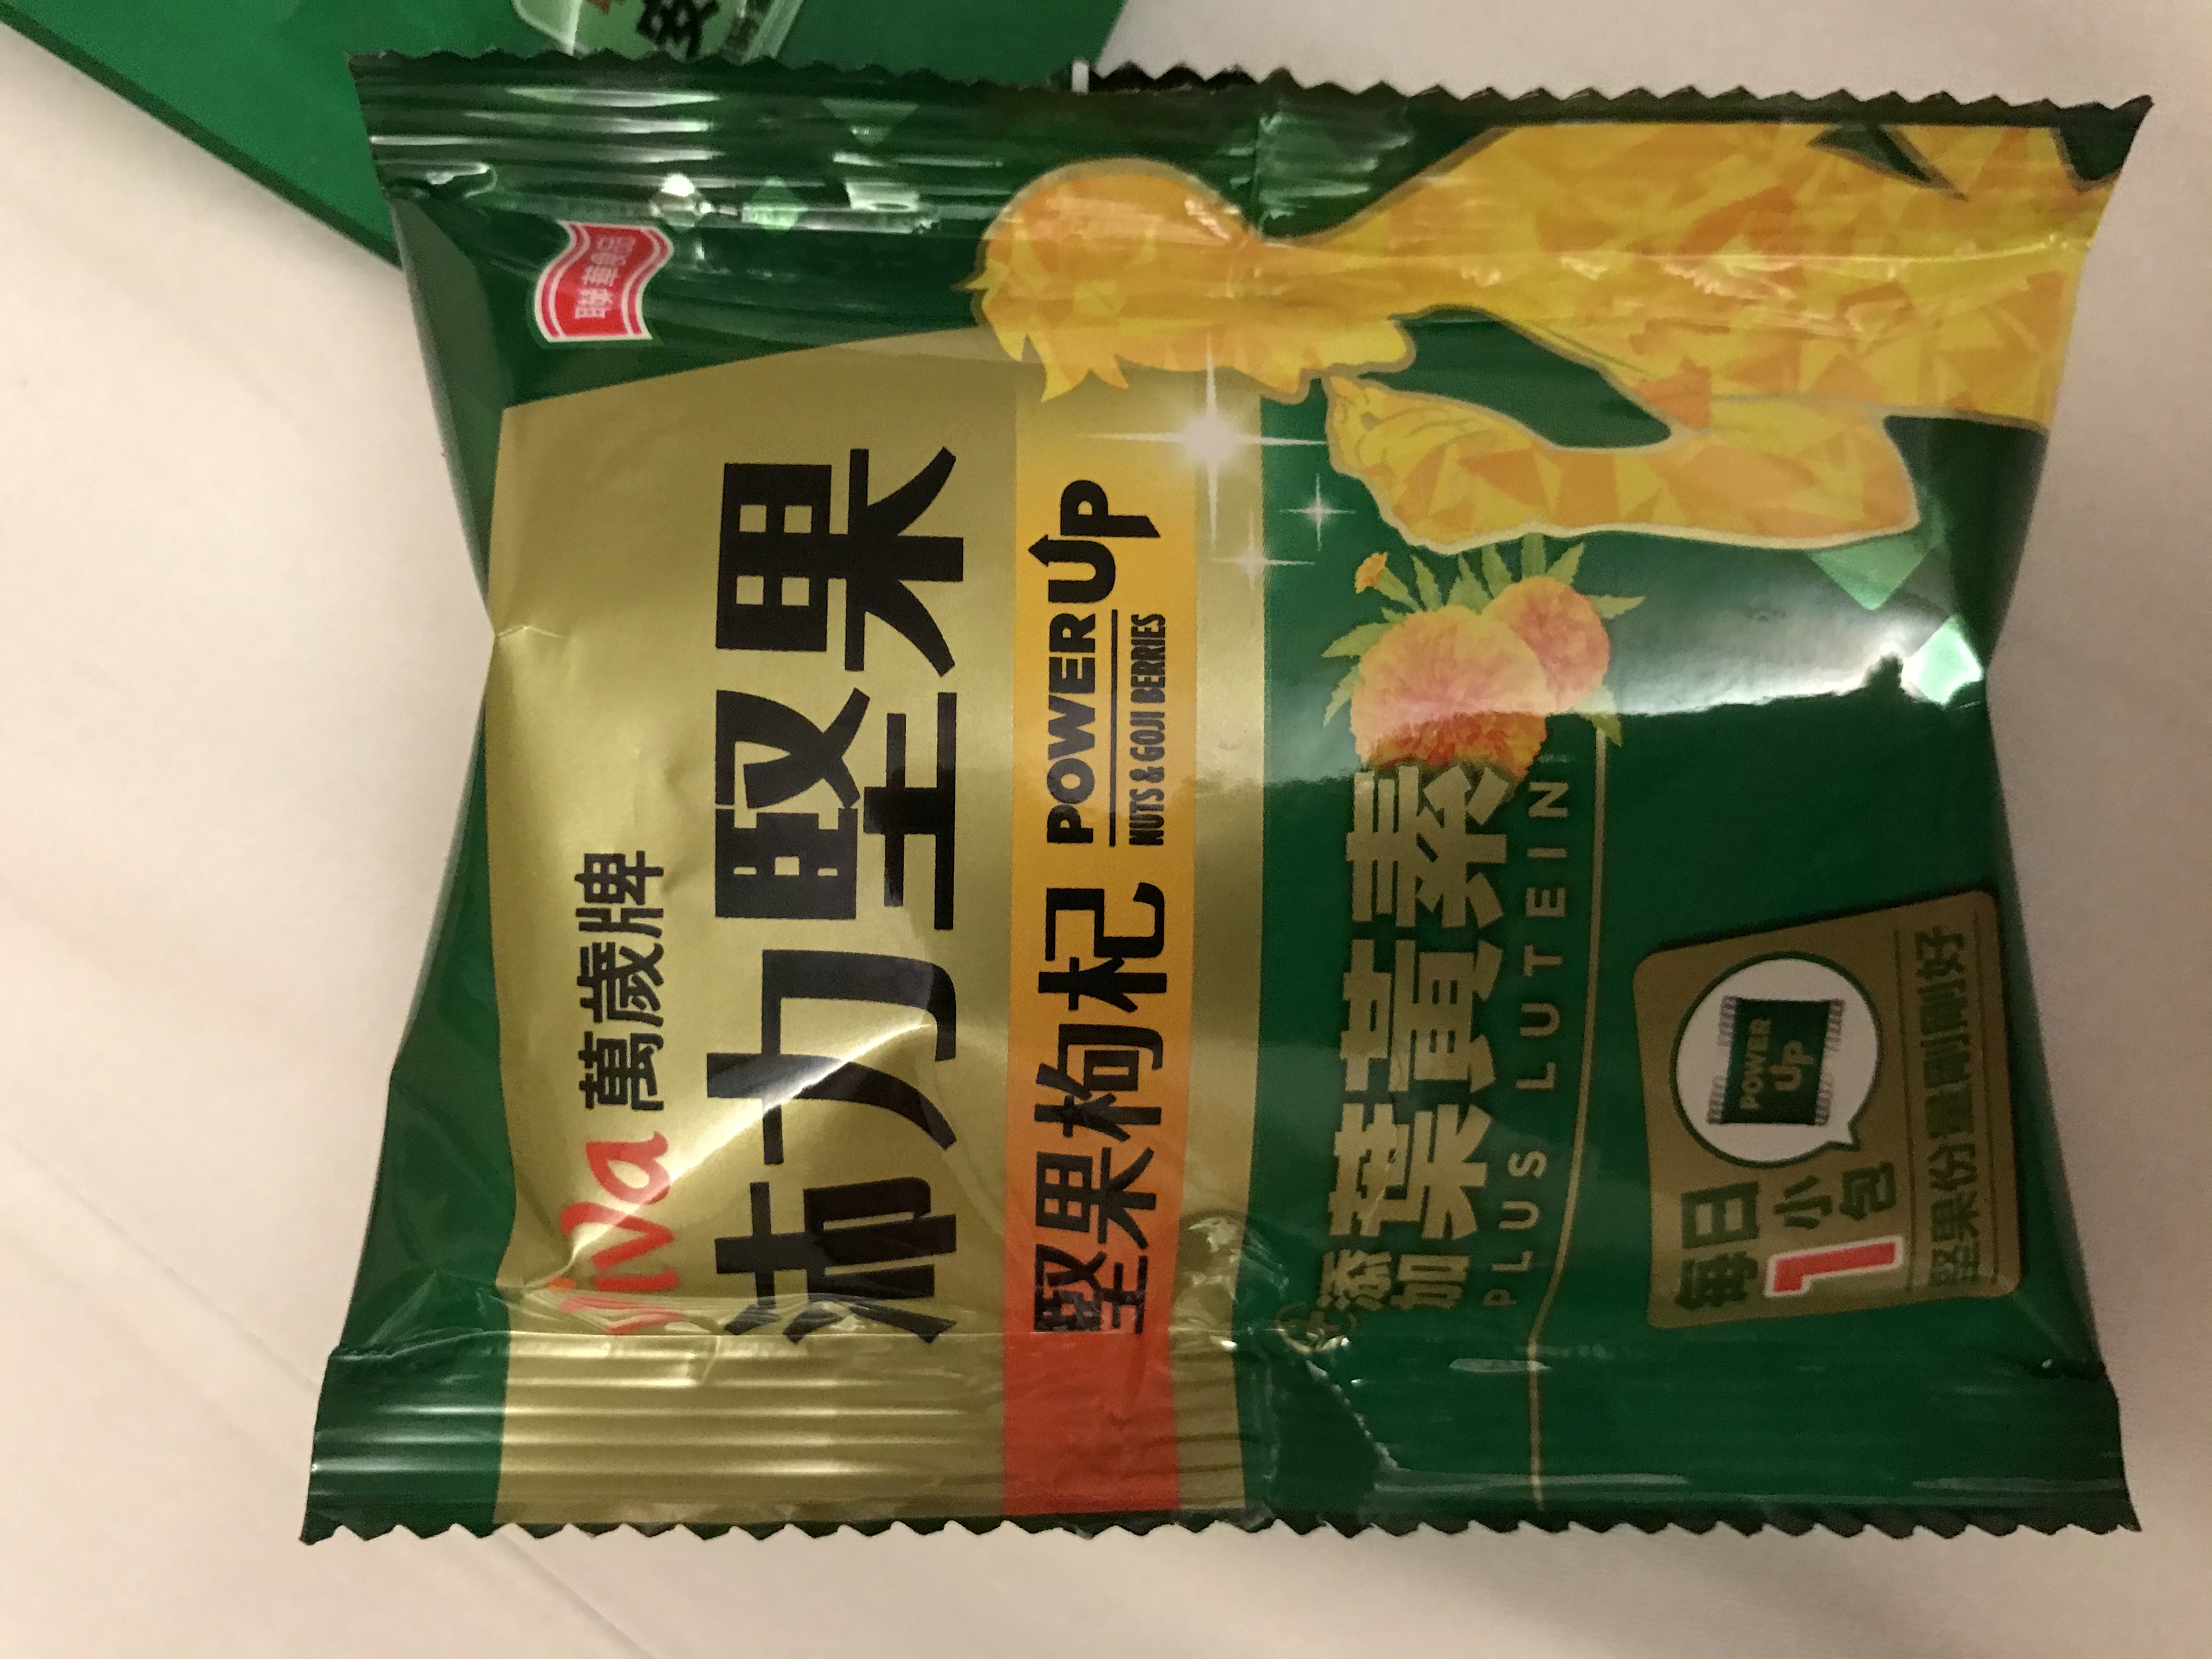 聯華食品
viva 萬歲牌
沛力堅果
堅果枸杞 POWER UP
NUTS & GOJI BERRIES
添加葉黃素
PLUS LUTEIN
每日1小包
POWER UP
堅果份量剛剛好